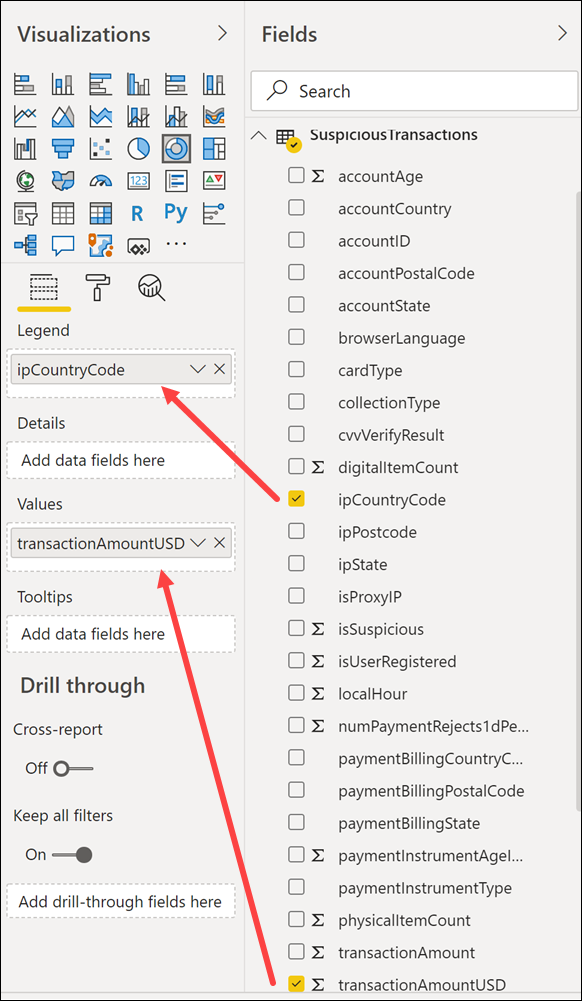 Visualizations
Fields
Search
SuspiciousTransactions
123
R
Py
...
Legend
ipCountryCode
Details
Add data fields here
Values
transactionAmountUSD
Tooltips
Add data fields here
Drill through
Cross-report
Off
Keep all filters
On
Add drill-through fields here
Σ accountAge
accountCountry
accountID
accountPostalCode
accountState
browserLanguage
cardType
collectionType
cvvVerifyResult
Σ digitalItemCount
ipCountryCode
ipPostcode
ipState
isProxyIP
Σ isSuspicious
Σ isUserRegistered
Σ localHour
Σ numPaymentRejects1dPe...
paymentBillingCountryC...
paymentBillingPostalCode
paymentBillingState
Σ paymentInstrumentAgeI...
paymentInstrumentType
Σ physicalItemCount
Σ transactionAmount
Σ transactionAmountUSD